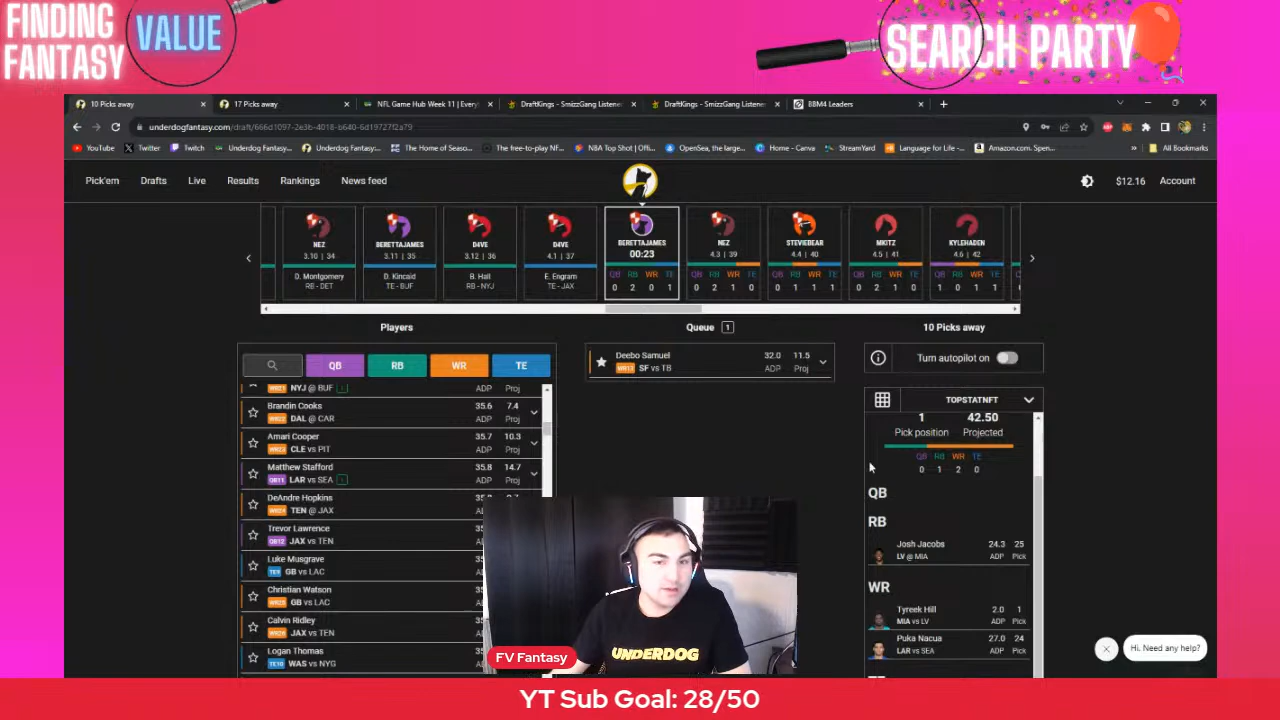 FINDING
FANTASY
VALUE
SEARCH PARTY
10 Picks away
17 Picks away
NFL Game Hub Week 11 | Every
DraftKings - SmizzGang Listene
DraftKings - SmizzGang Listene
BBM4 Leaders
underdogfantasy.com/draft/666d1097-2e3b-4018-b640-6d19727f2a79
YouTube
Twitter
Twitch
Underdog Fantasy...
Underdog Fantasy:...
The Home of Seaso...
The free-to-play NF...
NBA Top Shot | Offi...
OpenSea, the large...
Home - Canva
StreamYard
Language for Life -...
Amazon.com. Spen...
All Bookmarks
Pick'em
Drafts
Live
Results
Rankings
News feed
$12.16
Account
NEZ
3.10 | 34
D. Montgomery
RB - DET
BERETTAJAMES
3.11 | 35
D. Kincaid
TE - BUF
D4VE
3.12 | 36
B. Hall
RB - NYJ
D4VE
4.1 | 37
E. Engram
TE - JAX
BERETTAJAMES
00:23
QB RB WR TE
0 2 0 1
NEZ
4.3 | 39
QB RB WR TE
0 2 1 0
STEVIEBEAR
4.4 | 40
QB RB WR TE
0 1 1 1
MKITZ
4.5 | 41
QB RB WR TE
0 2 1 0
KYLEHADEN
4.6 | 42
QB RB WR TE
1 0 1 1
Players
Queue 1
10 Picks away
QB
RB
WR
TE
NYJ @ BUF
ADP Proj
Brandin Cooks 35.6 7.4
DAL @ CAR ADP Proj
Amari Cooper 35.7 10.3
CLE vs PIT ADP Proj
Matthew Stafford 35.8 14.7
QB11 LAR vs SEA ADP Proj
DeAndre Hopkins
TEN @ JAX
Trevor Lawrence
QB12 JAX vs TEN
Luke Musgrave
GB vs LAC
Christian Watson
GB vs LAC
Calvin Ridley
JAX vs TEN
Logan Thomas
TE10 WAS vs NYG
Deebo Samuel 32.0 11.5
SF vs TB ADP Proj
Turn autopilot on
TOPSTATNFT
1 42.50
Pick position Projected
QB RB WR TE
0 1 2 0
QB
RB
Josh Jacobs 24.3 25
LV @ MIA ADP Pick
WR
Tyreek Hill 2.0 1
MIA vs LV ADP Pick
Puka Nacua 27.0 24
LAR vs SEA ADP Pick
Hi. Need any help?
UNDERDOG
FV Fantasy
YT Sub Goal: 28/50